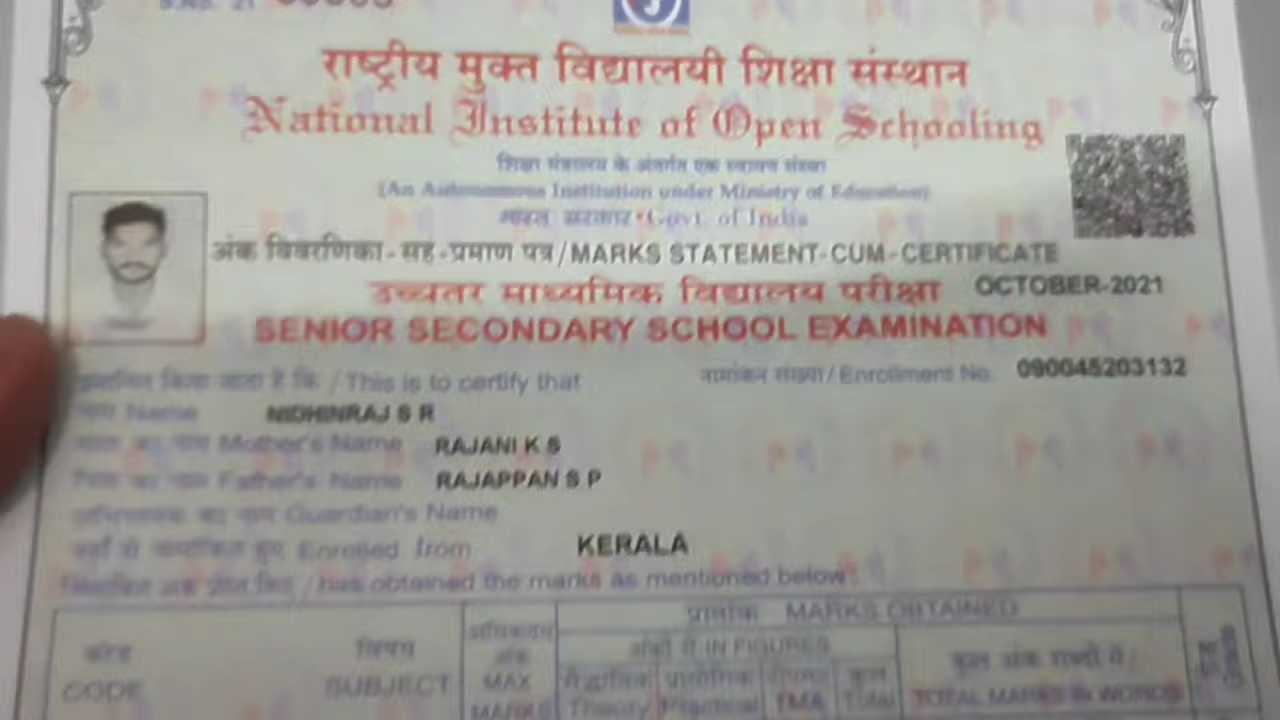 S.No. 21
राष्ट्रीय मुक्त विद्यालयी शिक्षा संस्थान
National Institute of Open Schooling
शिक्षा मंत्रालय के अंतर्गत एक स्वायत्त संस्था
(An Autonomous Institution under Ministry of Education)
भारत सरकार • Govt. of India
अंक विवरणिका-सह-प्रमाण पत्र/MARKS STATEMENT-CUM-CERTIFICATE
उच्चतर माध्यमिक विद्यालय परीक्षा OCTOBER-2021
SENIOR SECONDARY SCHOOL EXAMINATION
प्रमाणित किया जाता है कि / This is to certify that नामांकन संख्या/Enrollment No. 090045203132
नाम Name NIDHINRAJ S R
माता का नाम Mother's Name RAJANI K S
पिता का नाम Father's Name RAJAPPAN S P
का नाम Guardian's Name
Enrolled from KERALA
/ has obtained the marks as mentioned below:
प्राप्तांक MARKS OBTAINED
कोड विषय अधिकतम अंक अंकों में IN FIGURES कुल अंक शब्दों में/
CODE SUBJECT MAX MARKS सैद्धांतिक Theory प्रायोगिक Practical TMA कुल Total TOTAL MARKS IN WORDS